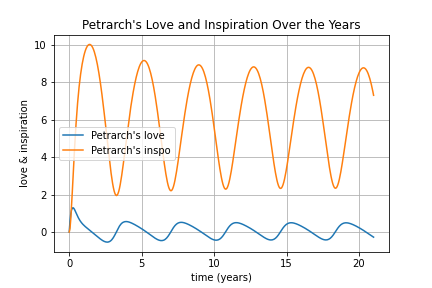 Petrarch's Love and Inspiration Over the Years
love & inspiration
10
8
6
4
2
0
Petrarch's love
Petrarch's inspo
0 5 10 15 20
time (years)